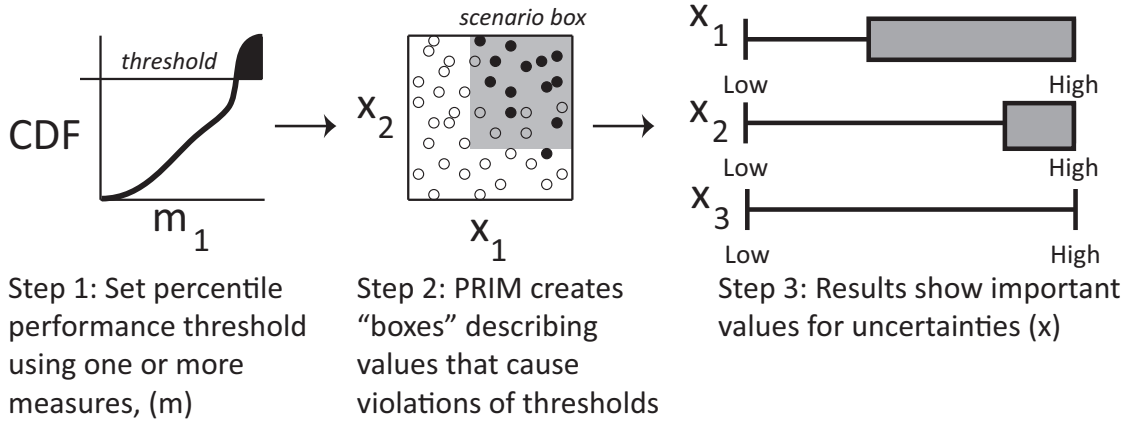 scenario box
threshold
CDF
m1
x2
x1
x1
Low High
x2
Low High
x3
Low High
Step 1: Set percentile
performance threshold
using one or more
measures, (m)
Step 2: PRIM creates
“boxes” describing
values that cause
violations of thresholds
Step 3: Results show important
values for uncertainties (x)